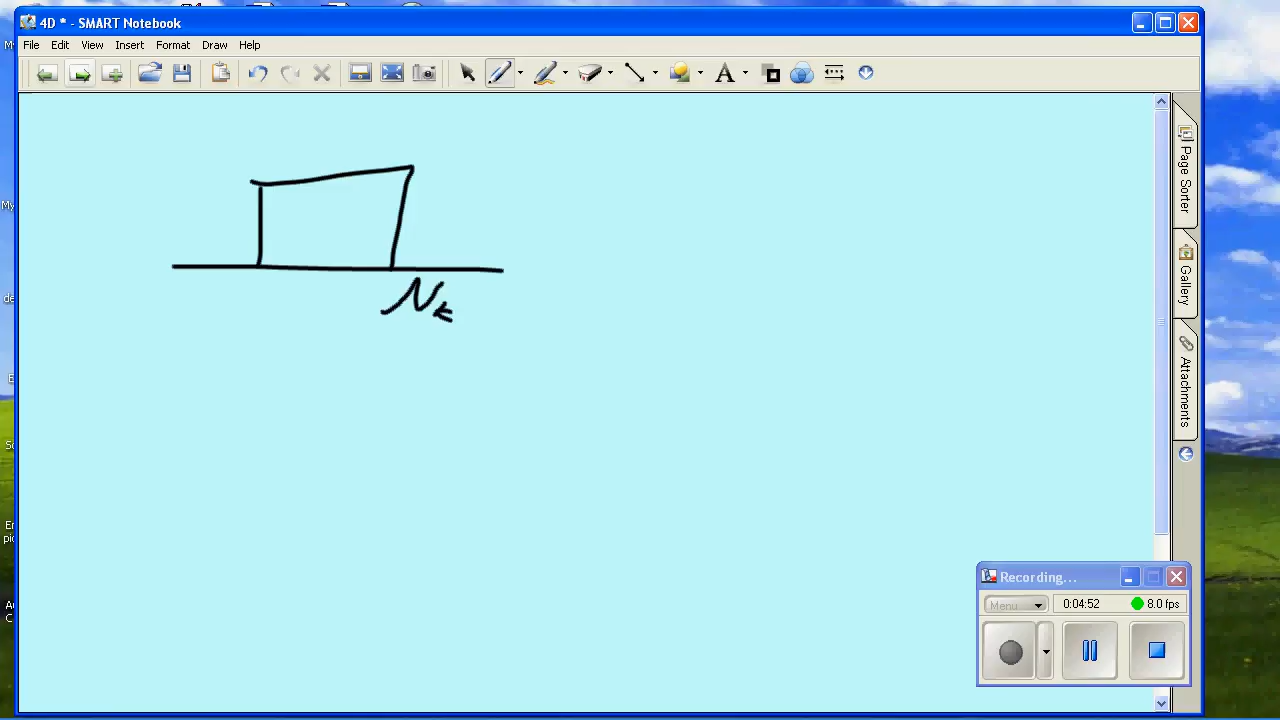 4D * - SMART Notebook
File Edit View Insert Format Draw Help
A
Page Sorter
Gallery
Attachments
Recording...
Menu
0:04:52
8.0 fps